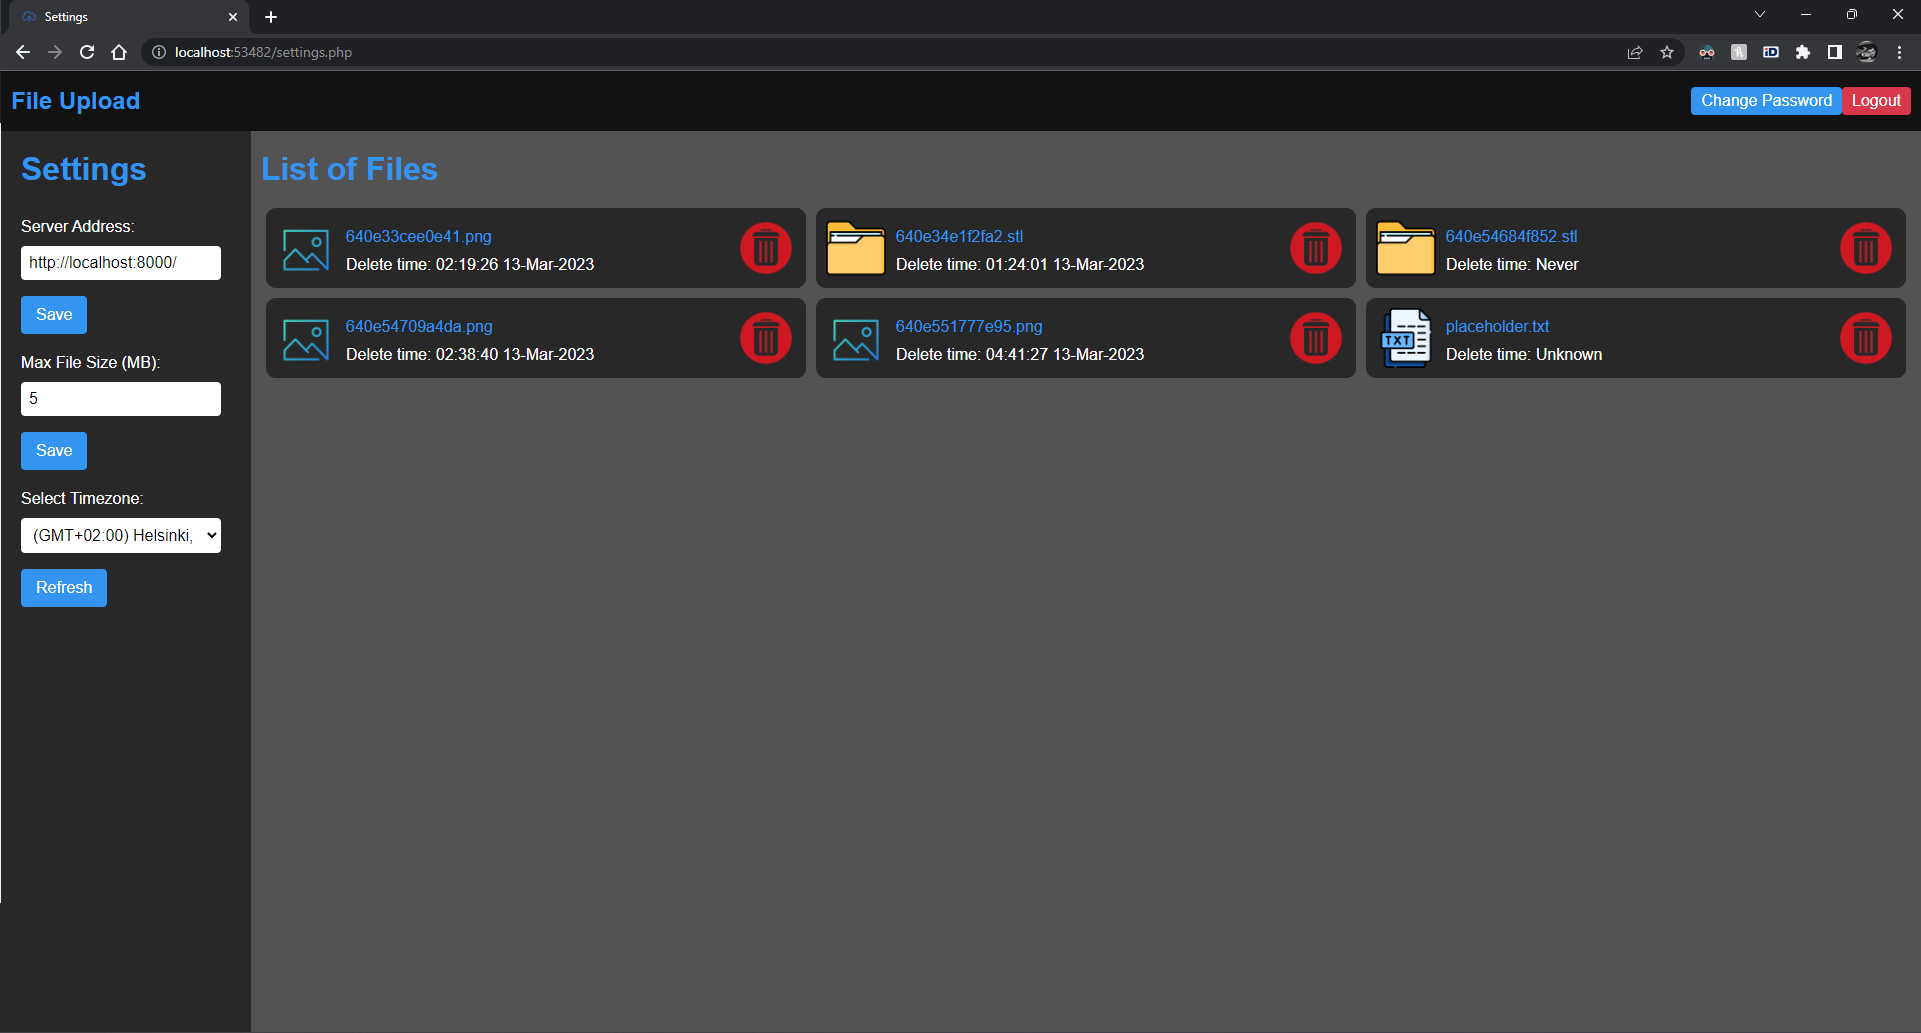 Settings
localhost:53482/settings.php
File Upload
Change Password
Logout
Settings
Server Address:
http://localhost:8000/
Save
Max File Size (MB):
5
Save
Select Timezone:
(GMT+02:00) Helsinki,
Refresh
List of Files
640e33cee0e41.png
Delete time: 02:19:26 13-Mar-2023
640e34e1f2fa2.stl
Delete time: 01:24:01 13-Mar-2023
640e54684f852.stl
Delete time: Never
640e54709a4da.png
Delete time: 02:38:40 13-Mar-2023
640e551777e95.png
Delete time: 04:41:27 13-Mar-2023
TXT
placeholder.txt
Delete time: Unknown